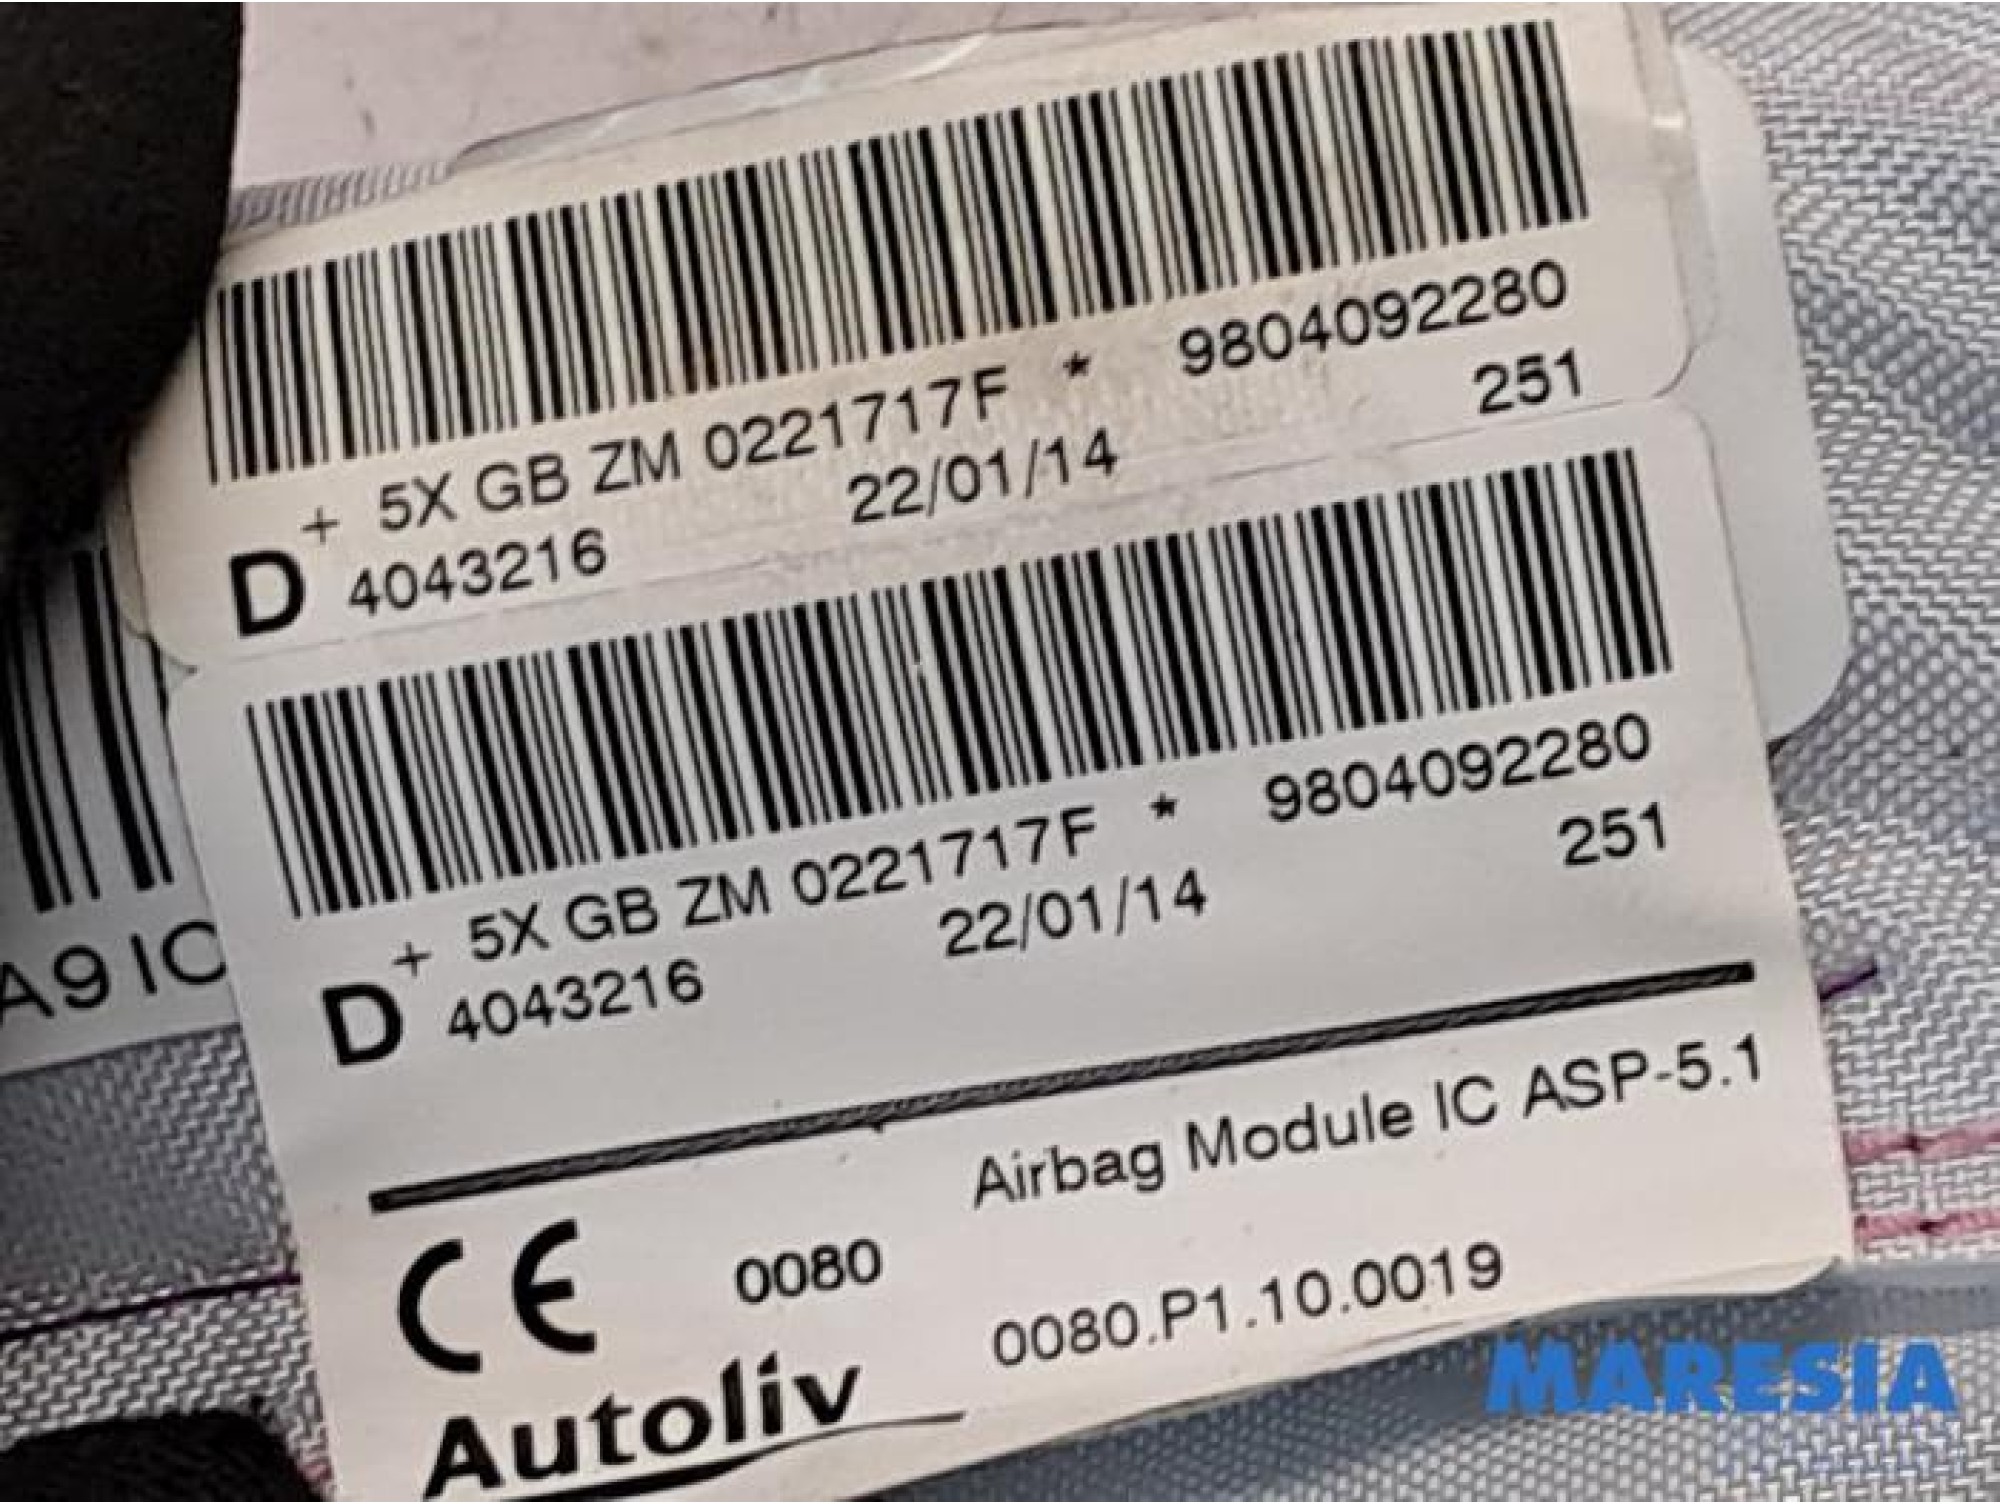 + 5X GB ZM 0221717F * 9804092280
D 4043216 22/01/14 251
+ 5X GB ZM 0221717F * 9804092280
D 4043216 22/01/14 251
A9 IC
Airbag Module IC ASP-5.1
CE 0080 0080.P1.10.0019
Autoliv
MARESIA